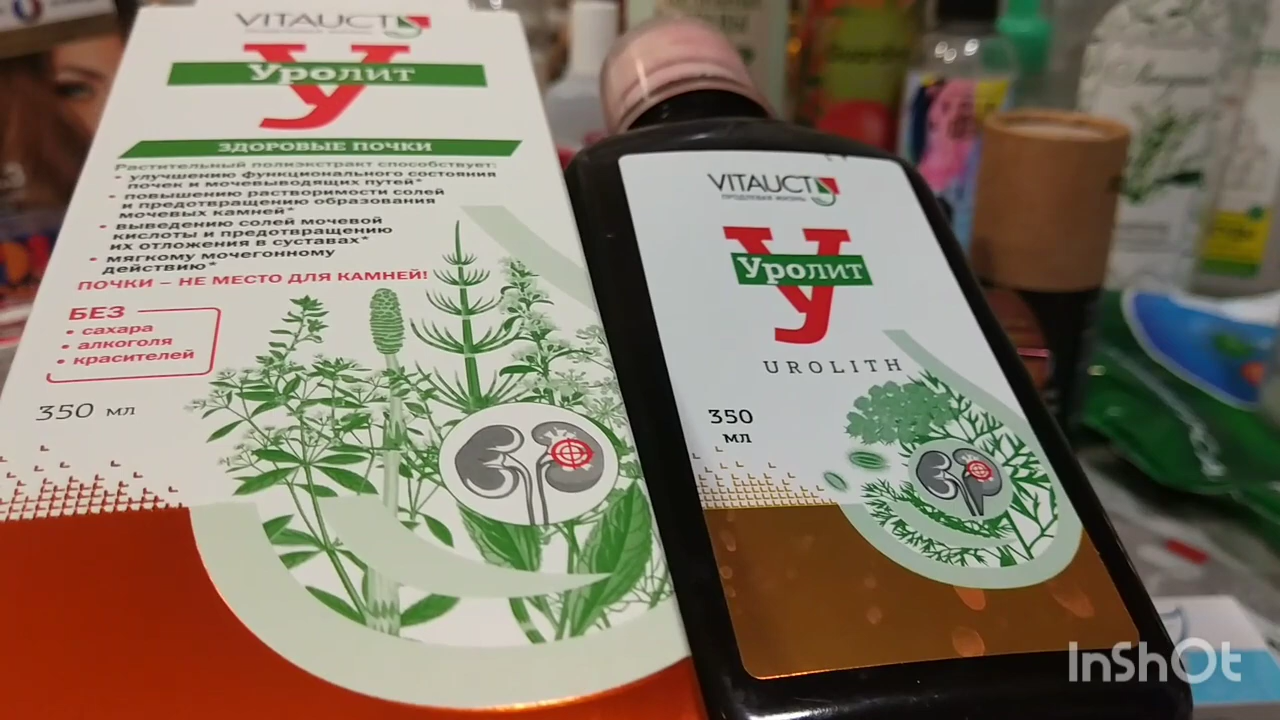 VITAUCT
Уролит
ЗДОРОВЫЕ ПОЧКИ
Растительный полиэкстракт способствует:
• улучшению функционального состояния
почек и мочевыводящих путей*
• повышению растворимости солей
и предотвращению образования
мочевых камней*
• выведению солей мочевой
кислоты и предотвращению
их отложения в суставах*
• мягкому мочегонному
действию*
ПОЧКИ – НЕ МЕСТО ДЛЯ КАМНЕЙ!
БЕЗ
• сахара
• алкоголя
• красителей
350 мл
VITAUCT
ПРОДЛЕВАЯ ЖИЗНЬ
Уролит
UROLITH
350
мл
InShOt